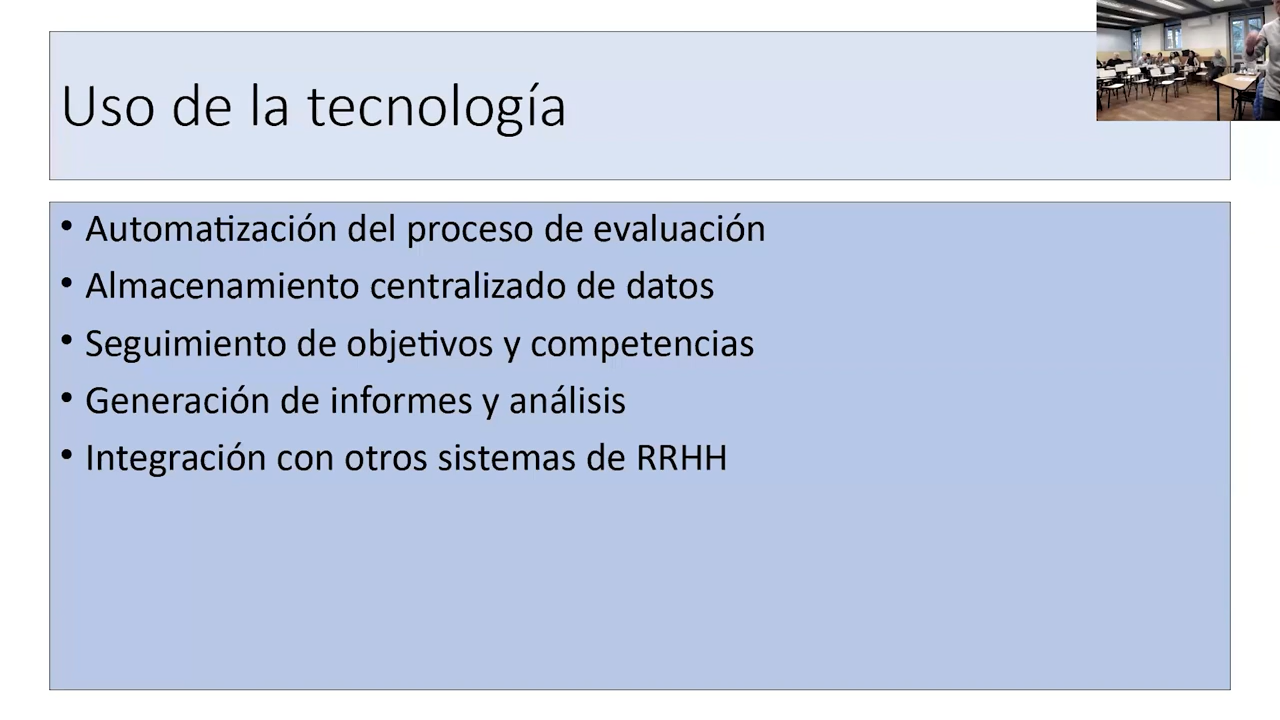 Uso de la tecnología
• Automatización del proceso de evaluación
• Almacenamiento centralizado de datos
• Seguimiento de objetivos y competencias
• Generación de informes y análisis
• Integración con otros sistemas de RRHH